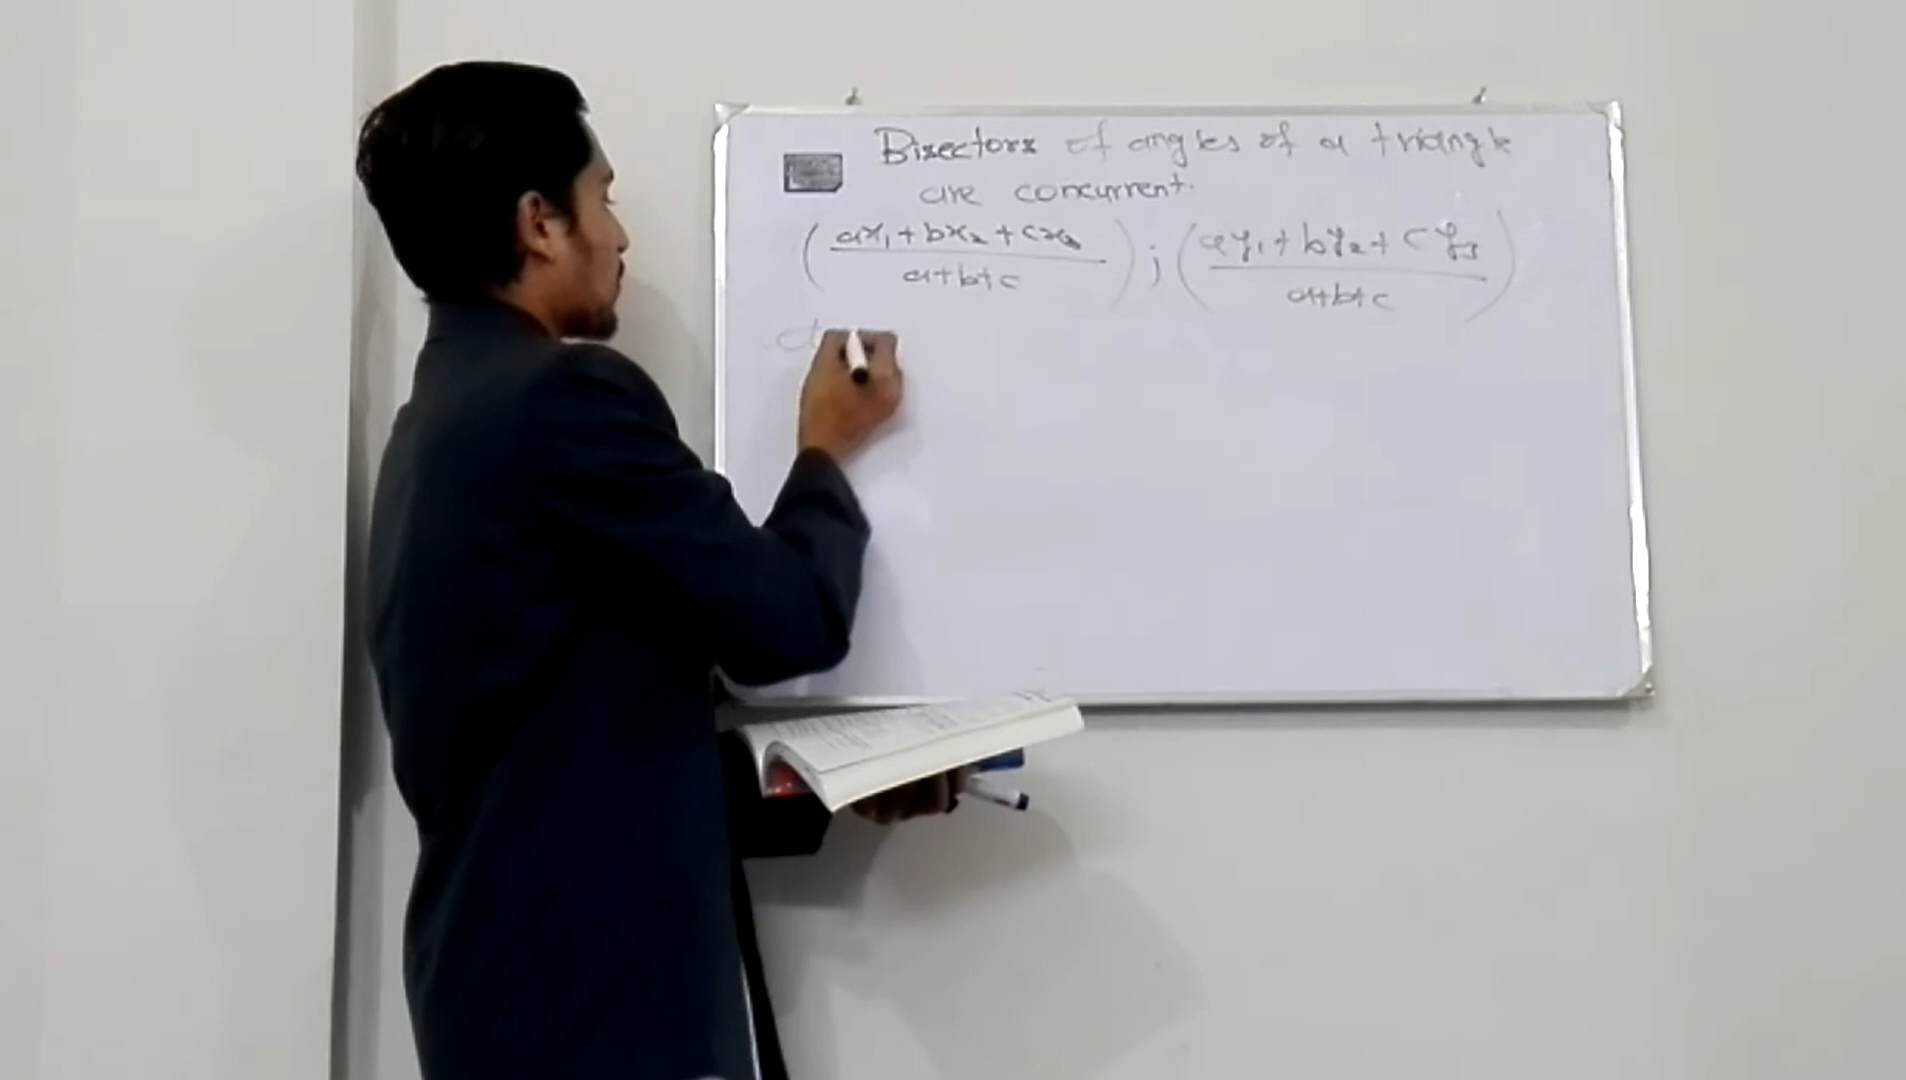 Bisectors of angles of a triangle
are concurrent.
(ax₁+bx₂+cx₃ / a+b+c) ; (ay₁+by₂+cy₃ / a+b+c)